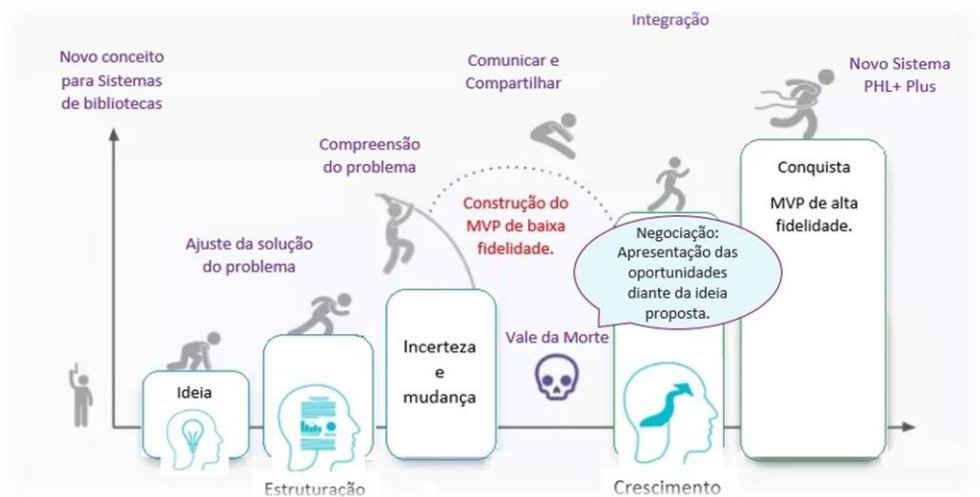 Novo conceito
para Sistemas
de bibliotecas
Ideia
Ajuste da solução
do problema
Estruturação
Compreensão
do problema
Incerteza
e
mudança
Comunicar e
Compartilhar
Construção do
MVP de baixa
fidelidade.
Vale da Morte
Integração
Negociação:
Apresentação das
oportunidades
diante da ideia
proposta.
Crescimento
Novo Sistema
PHL+ Plus
Conquista
MVP de alta
fidelidade.